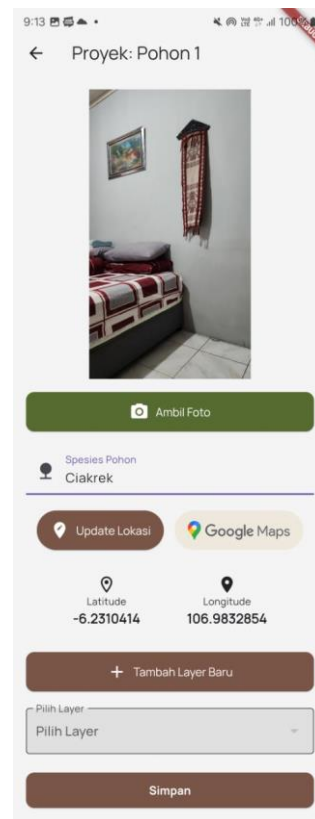 9:13
100%
Proyek: Pohon 1
Ambil Foto
Spesies Pohon
Ciakrek
Update Lokasi
Google Maps
Latitude
Longitude
-6.2310414
106.9832854
+ Tambah Layer Baru
Pilih Layer
Pilih Layer
Simpan